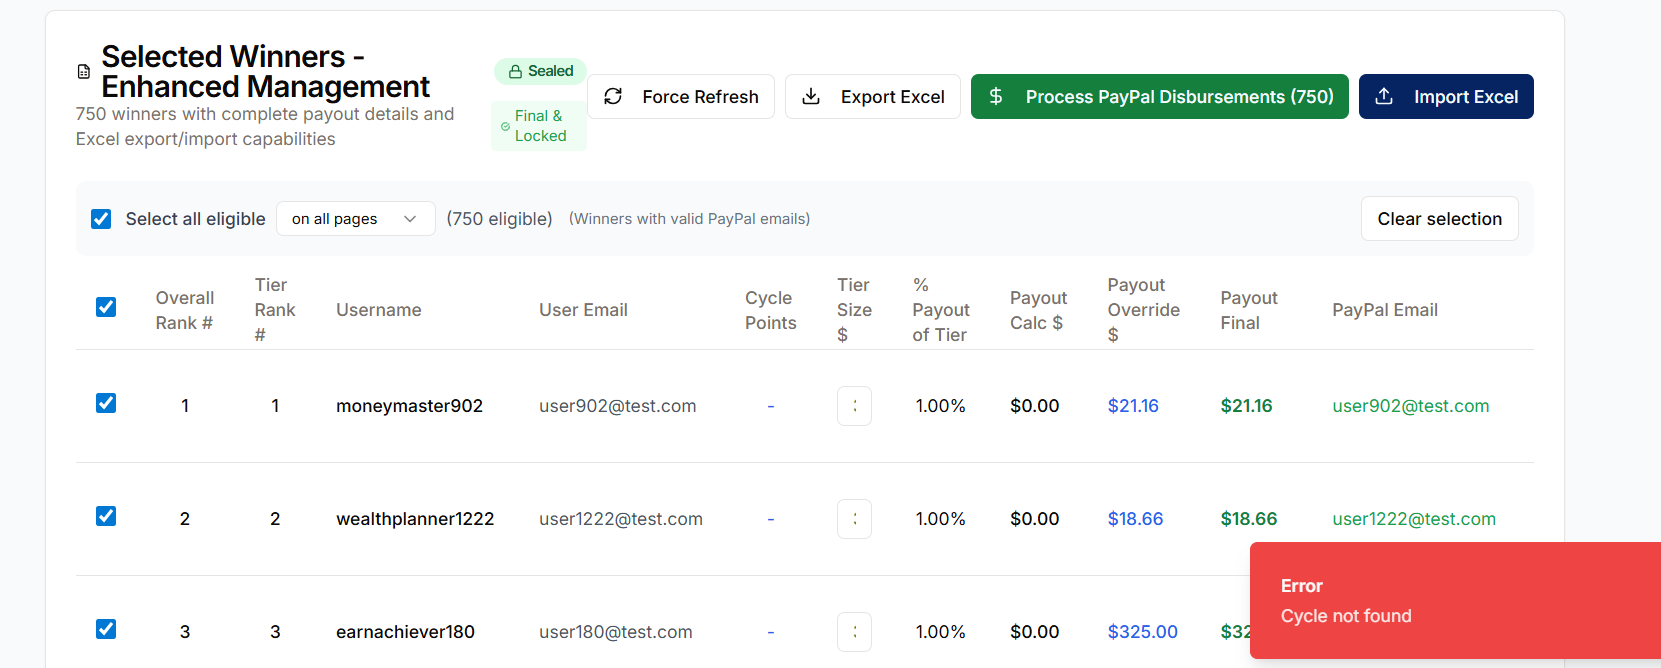 Selected Winners -
Enhanced Management
750 winners with complete payout details and
Excel export/import capabilities
Sealed
Final &
Locked
Force Refresh
Export Excel
Process PayPal Disbursements (750)
Import Excel
Select all eligible on all pages (750 eligible) (Winners with valid PayPal emails) Clear selection
Overall
Rank #
Tier
Rank
#
Username
User Email
Cycle
Points
Tier
Size
$
%
Payout
of Tier
Payout
Calc $
Payout
Override
$
Payout
Final
PayPal Email
1 1 moneymaster902 user902@test.com - 1.00% $0.00 $21.16 $21.16 user902@test.com
2 2 wealthplanner1222 user1222@test.com - 1.00% $0.00 $18.66 $18.66 user1222@test.com
3 3 earnachiever180 user180@test.com - 1.00% $0.00 $325.00
Error
Cycle not found